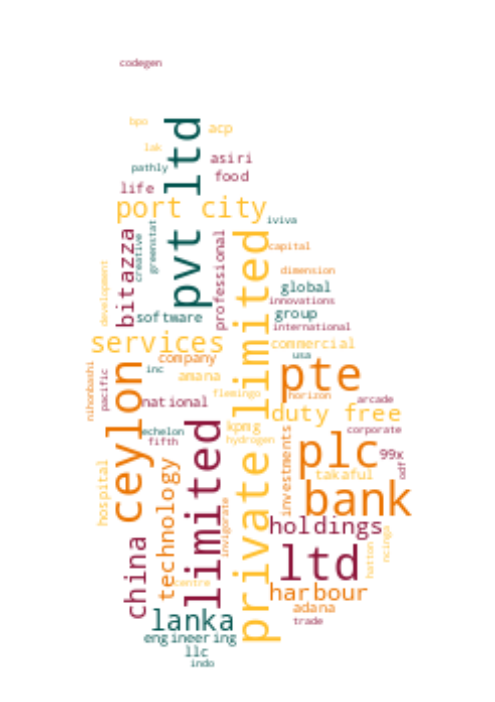 codegen
bpo
pvt ltd
acp
lak
asiri
pathly
food
life
port city
iviva
bitazza
creative
greenstat
professional
private limited
capital
development
dimension
global
innovations
software
group
international
services
commercial
company
usa
ceylon
inc
pte
nihonbashi
pacific
amana
flemingo
horizon
arcade
national
duty free
limited
kpmg
echelon
corporate
fifth
hydrogen
plc
investments
99x
hospital
technology
takaful
odf
bank
invigorate
holdings
china
ltd
hatton
ncinga
centre
harbour
adana
lanka
trade
engineering
llc
indo